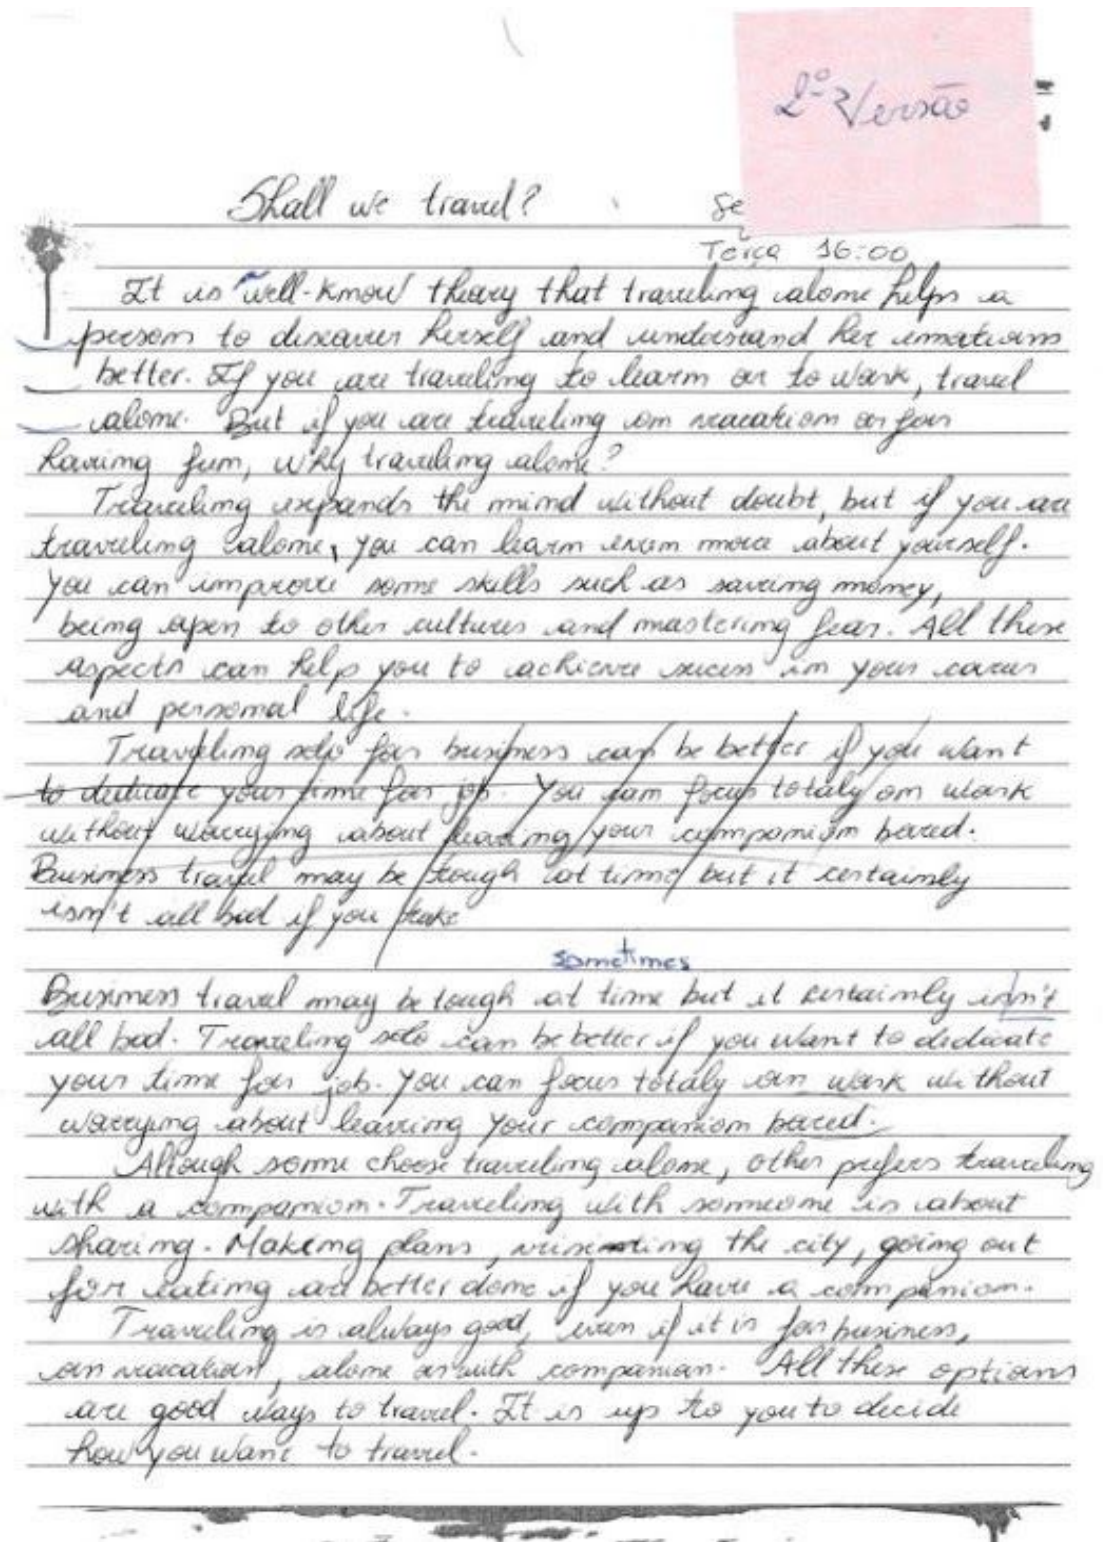 2º Versão
Shall we travel?
Se
Terça 16:00
It is well-know theory that traveling alone helps a
person to discover herself and understand her emotions
better. If you are traveling to learn or to work, travel
alone. But if you are traveling on vacation or for
having fun, why traveling alone?
Traveling expands the mind without doubt, but if you are
traveling alone, you can learn even more about yourself.
You can improve some skills such as saving money,
being open to other cultures and mastering fear. All these
aspects can help you to achieve sucess in your career
and personal life.
Traveling solo for business can be better if you want
to dedicate your time for job. You can focus totaly on work
without worrying about leaving your companion bored.
Business travel may be tough at time but it certainly
isn't all bad if you take
sometimes
Business travel may be tough at time but it certainly isn't
all bad. Traveling solo can be better if you want to dedicate
your time for job. You can focus totaly on work without
worrying about leaving your companion bored.
Allough some choose traveling alone, other prefers traveling
with a companion. Traveling with someone is about
sharing. Making plans, visiting the city, going out
for eating are better done if you have a companion.
Traveling is always good, even if it is for business,
on vacation, alone or with companion. All these options
are good ways to travel. It is up to you to decide
how you want to travel.